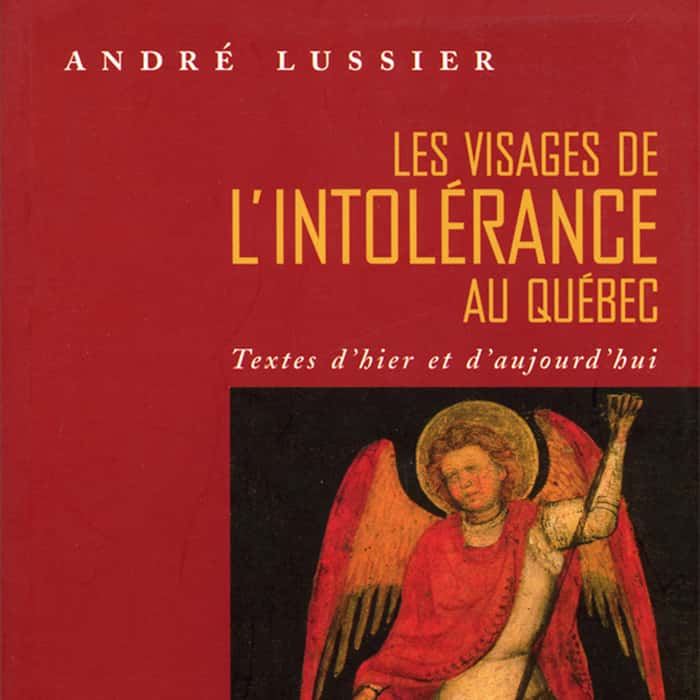 ANDRÉ LUSSIER
LES VISAGES DE
L'INTOLÉRANCE
AU QUÉBEC
Textes d'hier et d'aujourd'hui